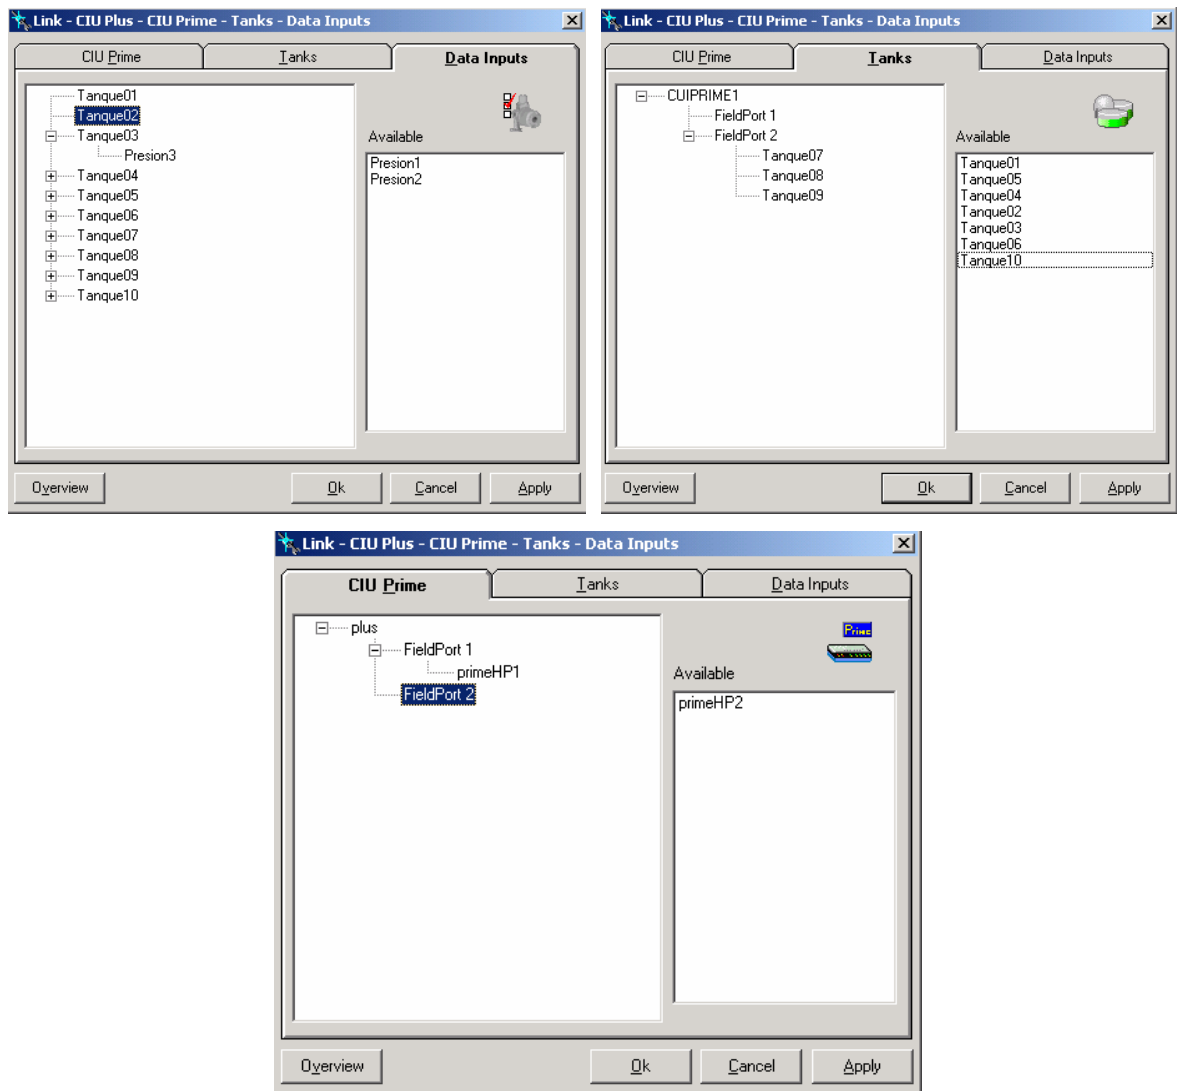 Link - CIU Plus - CIU Prime - Tanks - Data Inputs
CIU Prime
Tanks
Data Inputs
Tanque01
Tanque02
Tanque03
Presion3
Tanque04
Tanque05
Tanque06
Tanque07
Tanque08
Tanque09
Tanque10
Available
Presion1
Presion2
Overview
Ok
Cancel
Apply
Link - CIU Plus - CIU Prime - Tanks - Data Inputs
CIU Prime
Tanks
Data Inputs
CUIPRIME1
FieldPort 1
FieldPort 2
Tanque07
Tanque08
Tanque09
Available
Tanque01
Tanque05
Tanque04
Tanque02
Tanque03
Tanque06
Tanque10
Overview
Ok
Cancel
Apply
Link - CIU Plus - CIU Prime - Tanks - Data Inputs
CIU Prime
Tanks
Data Inputs
plus
FieldPort 1
primeHP1
FieldPort 2
Prime
Available
primeHP2
Overview
Ok
Cancel
Apply